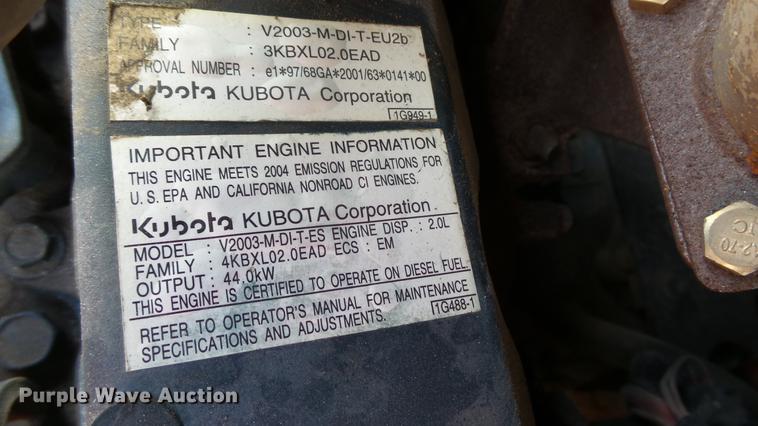 TYPE : V2003-M-DI-T-EU2b
FAMILY : 3KBXL02.0EAD
APPROVAL NUMBER : e1*97/68GA*2001/63*0141*00
Kubota KUBOTA Corporation
1G949-1
IMPORTANT ENGINE INFORMATION
THIS ENGINE MEETS 2004 EMISSION REGULATIONS FOR
U.S. EPA AND CALIFORNIA NONROAD CI ENGINES.
Kubota KUBOTA Corporation
MODEL : V2003-M-DI-T-ES ENGINE DISP. : 2.0L
FAMILY : 4KBXL02.0EAD ECS : EM
OUTPUT : 44.0kW
THIS ENGINE IS CERTIFIED TO OPERATE ON DIESEL FUEL.
REFER TO OPERATOR'S MANUAL FOR MAINTENANCE
SPECIFICATIONS AND ADJUSTMENTS.
1G488-1
A2-70
Purple Wave Auction